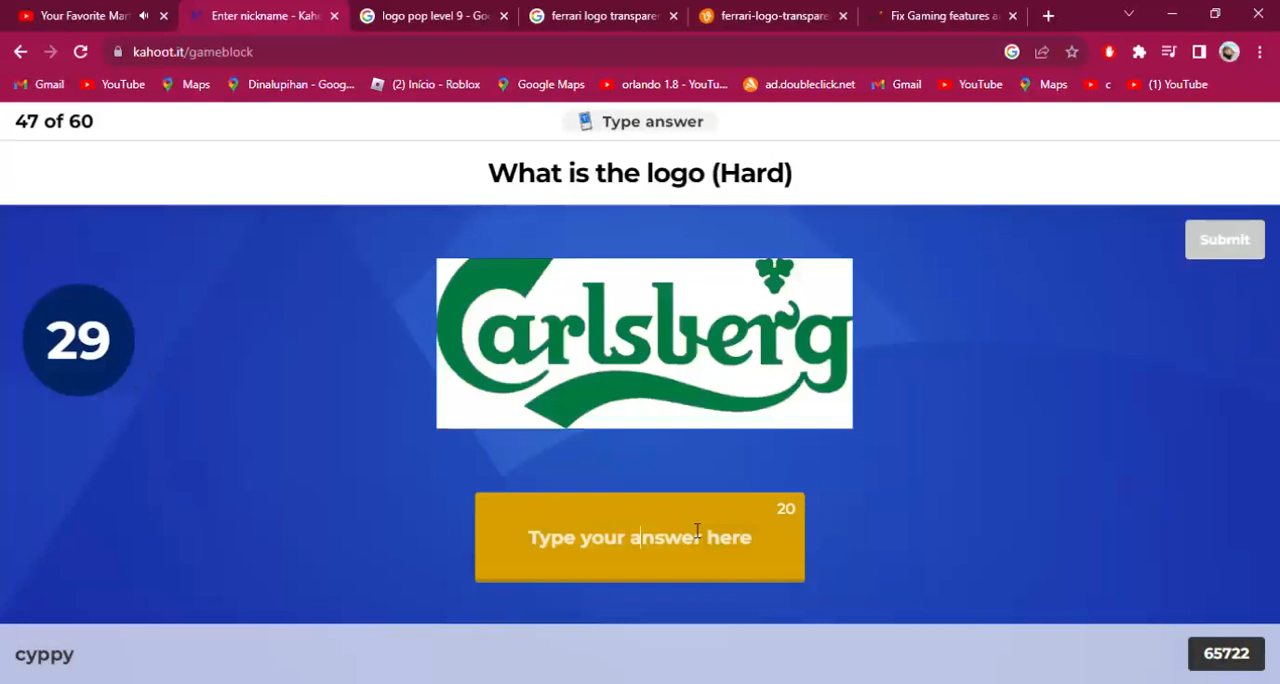 Your Favorite Mar
Enter nickname - Kah
logo pop level 9 - Go
ferrari logo transparen
ferrari-logo-transpare
Fix Gaming features a
kahoot.it/gameblock
Gmail
YouTube
Maps
Dinalupihan - Goog...
(2) Início - Roblox
Google Maps
orlando 1.8 - YouTu...
ad.doubleclick.net
Gmail
YouTube
Maps
c
(1) YouTube
47 of 60
Type answer
What is the logo (Hard)
Submit
29
Carlsberg
20
Type your answer here
cyppy
65722